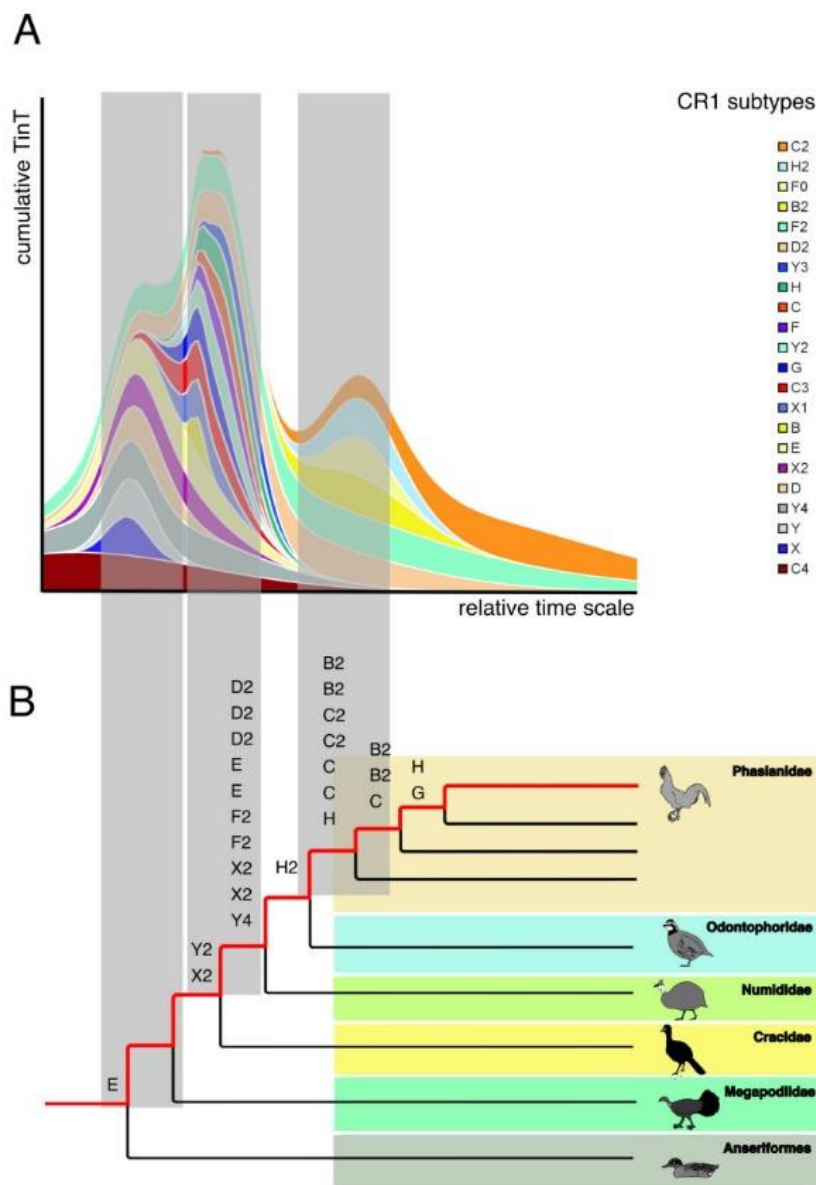 A
CR1 subtypes
cumulative TinT
C2
H2
F0
B2
F2
D2
Y3
H
C
F
Y2
G
C3
X1
B
E
X2
D
Y4
Y
X
C4
relative time scale
B
E
Y2
X2
D2
D2
D2
E
E
F2
F2
X2
X2
Y4
H2
B2
B2
C2
C2
C
C
H
B2
B2
C
H
G
Phasianidae
Odontophoridae
Numididae
Cracidae
Megapodiidae
Anseriformes